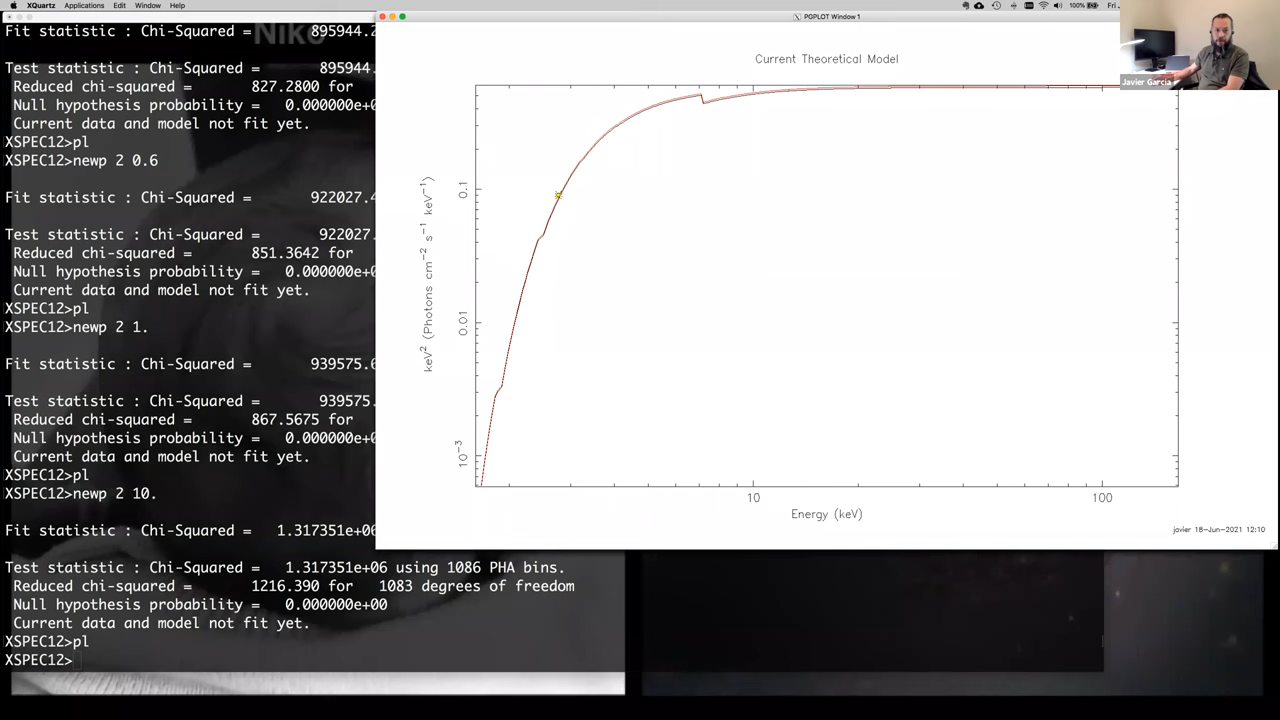 XQuartz Applications Edit Window Help
100% Fri
Fit statistic : Chi-Squared = 895944.2
Niko
Test statistic : Chi-Squared = 895944.
Reduced chi-squared = 827.2800 for
Null hypothesis probability = 0.000000e+0
Current data and model not fit yet.
XSPEC12>pl
XSPEC12>newp 2 0.6
Fit statistic : Chi-Squared = 922027.4
Test statistic : Chi-Squared = 922027.
Reduced chi-squared = 851.3642 for
Null hypothesis probability = 0.000000e+0
Current data and model not fit yet.
XSPEC12>pl
XSPEC12>newp 2 1.
Fit statistic : Chi-Squared = 939575.6
Test statistic : Chi-Squared = 939575.
Reduced chi-squared = 867.5675 for
Null hypothesis probability = 0.000000e+0
Current data and model not fit yet.
XSPEC12>pl
XSPEC12>newp 2 10.
Fit statistic : Chi-Squared = 1.317351e+06
Test statistic : Chi-Squared = 1.317351e+06 using 1086 PHA bins.
Reduced chi-squared = 1216.390 for 1083 degrees of freedom
Null hypothesis probability = 0.000000e+00
Current data and model not fit yet.
XSPEC12>pl
XSPEC12>
PGPLOT Window 1
Current Theoretical Model
keV² (Photons cm⁻² s⁻¹ keV⁻¹)
0.1
0.01
10⁻³
10 100
Energy (keV)
javier 18-Jun-2021 12:10
Javier García